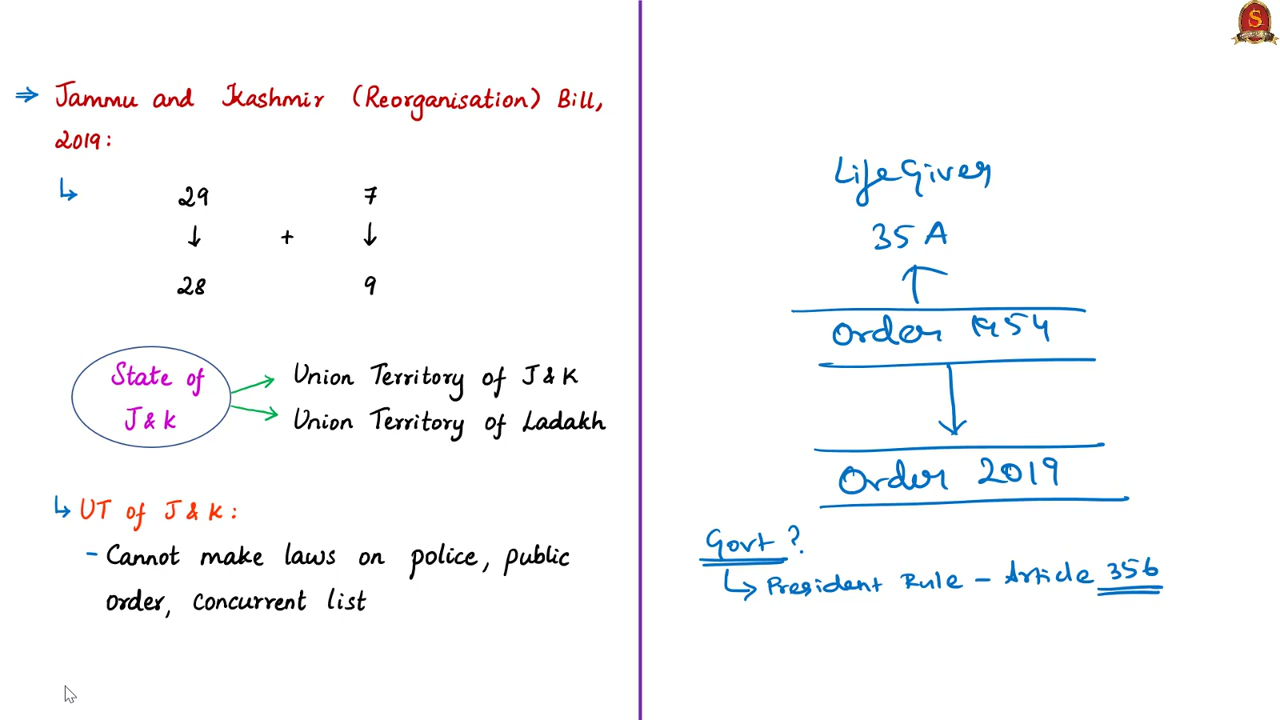 ⇒ Jammu and Kashmir (Reorganisation) Bill,
2019:
↳ 29 7
↓ + ↓
28 9
State of
J & K
→ Union Territory of J & K
→ Union Territory of Ladakh
↳ UT of J & K:
- Cannot make laws on police, public
order, concurrent list
LifeGiver
35 A
↑
Order 1954
↓
Order 2019
Govt ?
↳ President Rule - Article 356
S